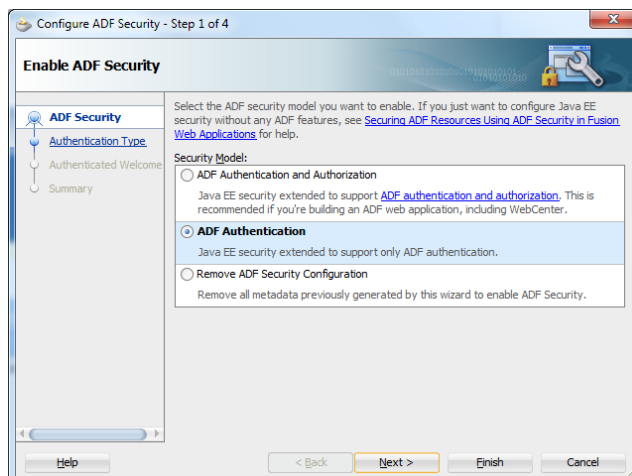 Configure ADF Security - Step 1 of 4
Enable ADF Security
ADF Security
Authentication Type
Authenticated Welcome
Summary
Select the ADF security model you want to enable. If you just want to configure Java EE
security without any ADF features, see Securing ADF Resources Using ADF Security in Fusion
Web Applications for help.
Security Model:
ADF Authentication and Authorization
Java EE security extended to support ADF authentication and authorization. This is
recommended if you're building an ADF web application, including WebCenter.
ADF Authentication
Java EE security extended to support only ADF authentication.
Remove ADF Security Configuration
Remove all metadata previously generated by this wizard to enable ADF Security.
Help
< Back
Next >
Finish
Cancel